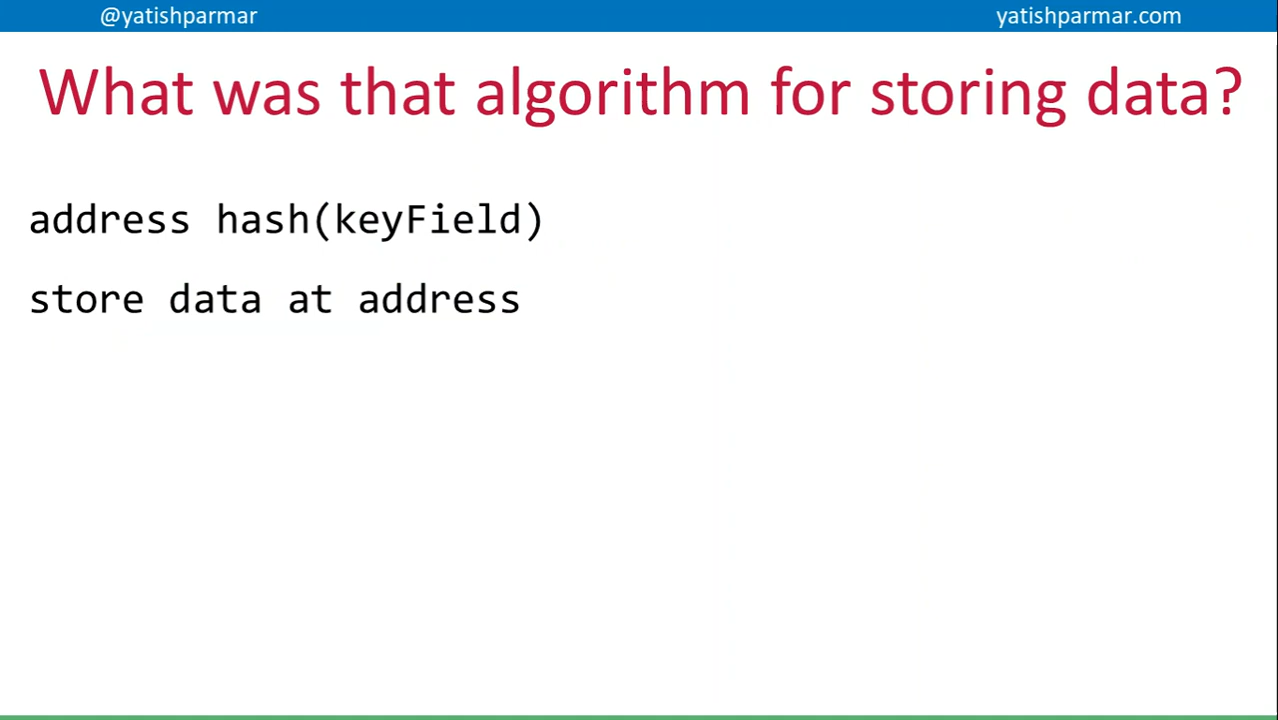 @yatishparmar
yatishparmar.com
What was that algorithm for storing data?
address hash(keyField)
store data at address